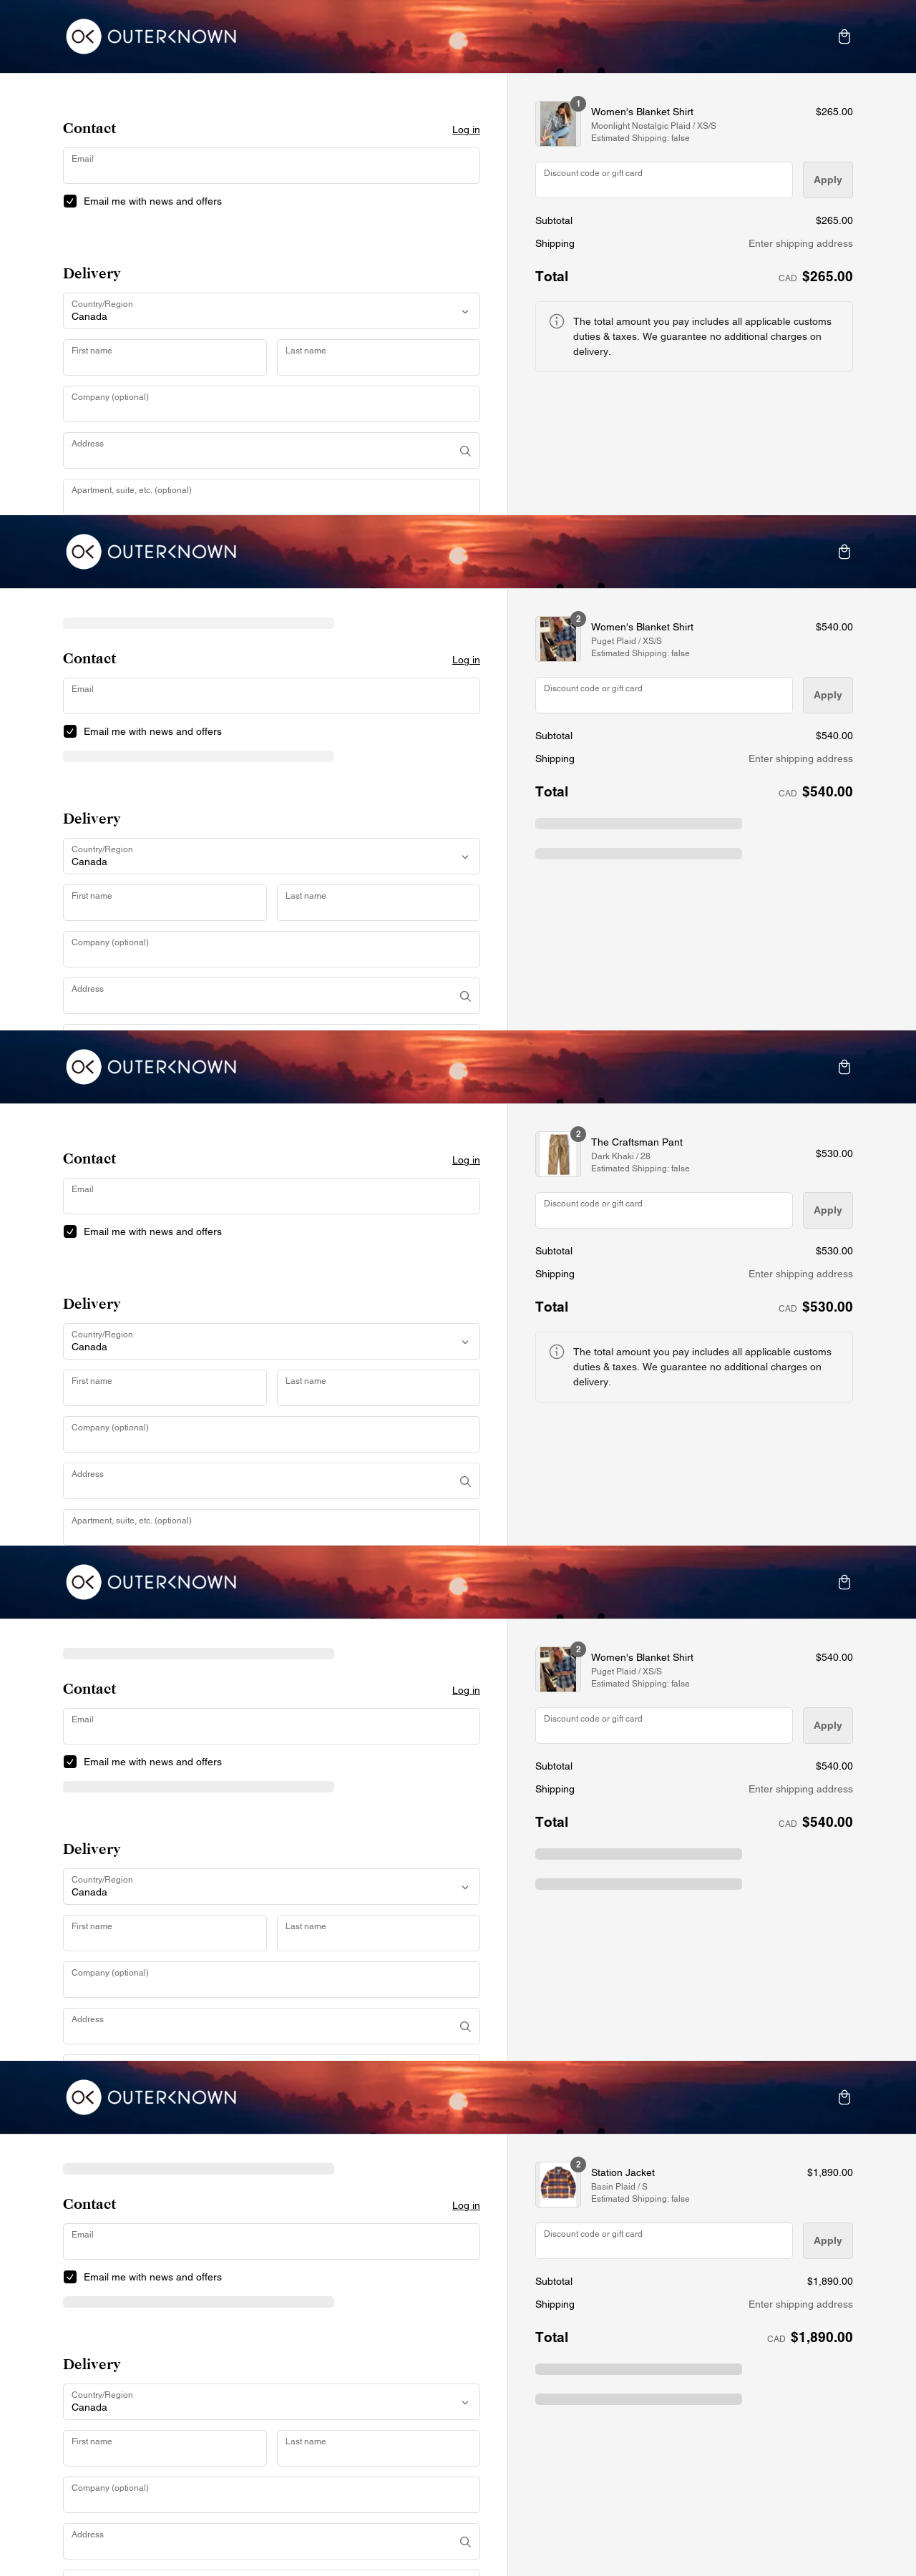 OK OUTERKNOWN
Contact
Log in
Email
Email me with news and offers
Delivery
Country/Region
Canada
First name
Last name
Company (optional)
Address
Apartment, suite, etc. (optional)
1
Women's Blanket Shirt
$265.00
Moonlight Nostalgic Plaid / XS/S
Estimated Shipping: false
Discount code or gift card
Apply
Subtotal
$265.00
Shipping
Enter shipping address
Total
CAD $265.00
The total amount you pay includes all applicable customs
duties & taxes. We guarantee no additional charges on
delivery.
OK OUTERKNOWN
Contact
Log in
Email
Email me with news and offers
Delivery
Country/Region
Canada
First name
Last name
Company (optional)
Address
2
Women's Blanket Shirt
$540.00
Puget Plaid / XS/S
Estimated Shipping: false
Discount code or gift card
Apply
Subtotal
$540.00
Shipping
Enter shipping address
Total
CAD $540.00
OK OUTERKNOWN
Contact
Log in
Email
Email me with news and offers
Delivery
Country/Region
Canada
First name
Last name
Company (optional)
Address
Apartment, suite, etc. (optional)
2
The Craftsman Pant
Dark Khaki / 28
$530.00
Estimated Shipping: false
Discount code or gift card
Apply
Subtotal
$530.00
Shipping
Enter shipping address
Total
CAD $530.00
The total amount you pay includes all applicable customs
duties & taxes. We guarantee no additional charges on
delivery.
OK OUTERKNOWN
Contact
Log in
Email
Email me with news and offers
Delivery
Country/Region
Canada
First name
Last name
Company (optional)
Address
2
Women's Blanket Shirt
$540.00
Puget Plaid / XS/S
Estimated Shipping: false
Discount code or gift card
Apply
Subtotal
$540.00
Shipping
Enter shipping address
Total
CAD $540.00
OK OUTERKNOWN
Contact
Log in
Email
Email me with news and offers
Delivery
Country/Region
Canada
First name
Last name
Company (optional)
Address
2
Station Jacket
$1,890.00
Basin Plaid / S
Estimated Shipping: false
Discount code or gift card
Apply
Subtotal
$1,890.00
Shipping
Enter shipping address
Total
CAD $1,890.00